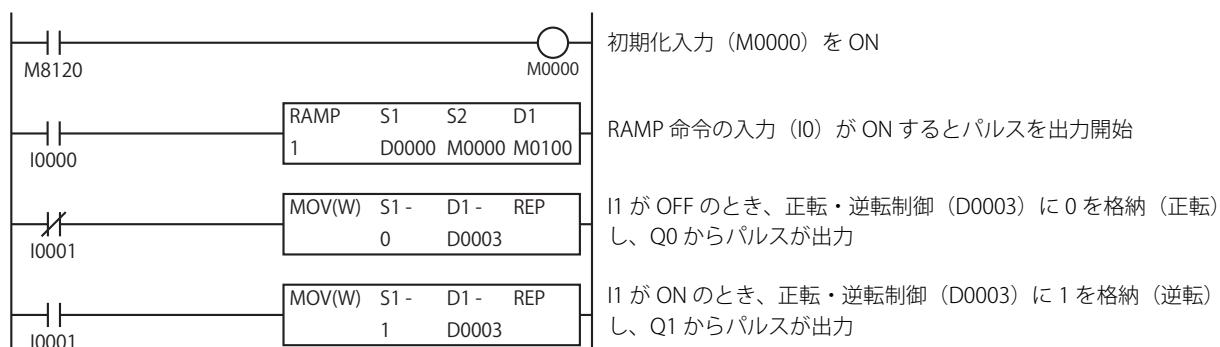 M8120
M0000
初期化入力（M0000）を ON
RAMP S1 S2 D1
1 D0000 M0000 M0100
I0000
RAMP 命令の入力（I0）が ON するとパルスを出力開始
MOV(W) S1 - D1 - REP
0 D0003
I0001
I1 が OFF のとき、正転・逆転制御（D0003）に 0 を格納（正転）
し、Q0 からパルスが出力
MOV(W) S1 - D1 - REP
1 D0003
I0001
I1 が ON のとき、正転・逆転制御（D0003）に 1 を格納（逆転）
し、Q1 からパルスが出力